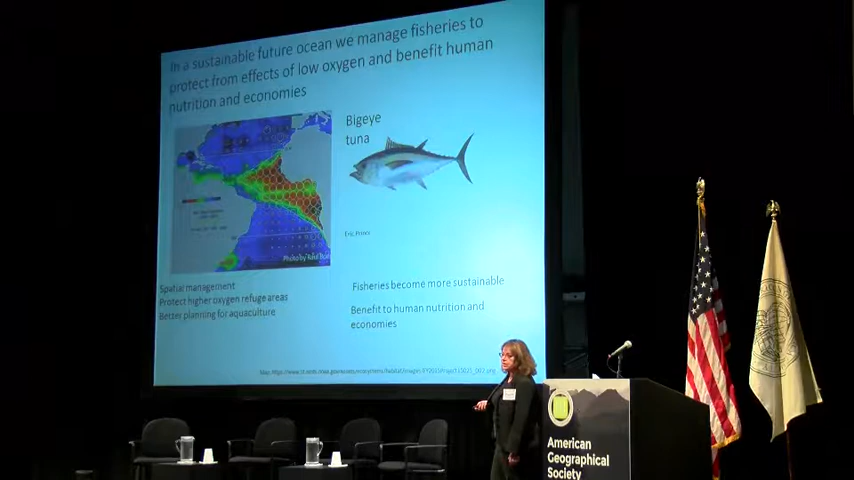 In a sustainable future ocean we manage fisheries to
protect from effects of low oxygen and benefit human
nutrition and economies
Bigeye
tuna
Photo by
Spatial management
Protect higher oxygen refuge areas
Better planning for aquaculture
Fisheries become more sustainable
Benefit to human nutrition and
economies
American
Geographical
Society